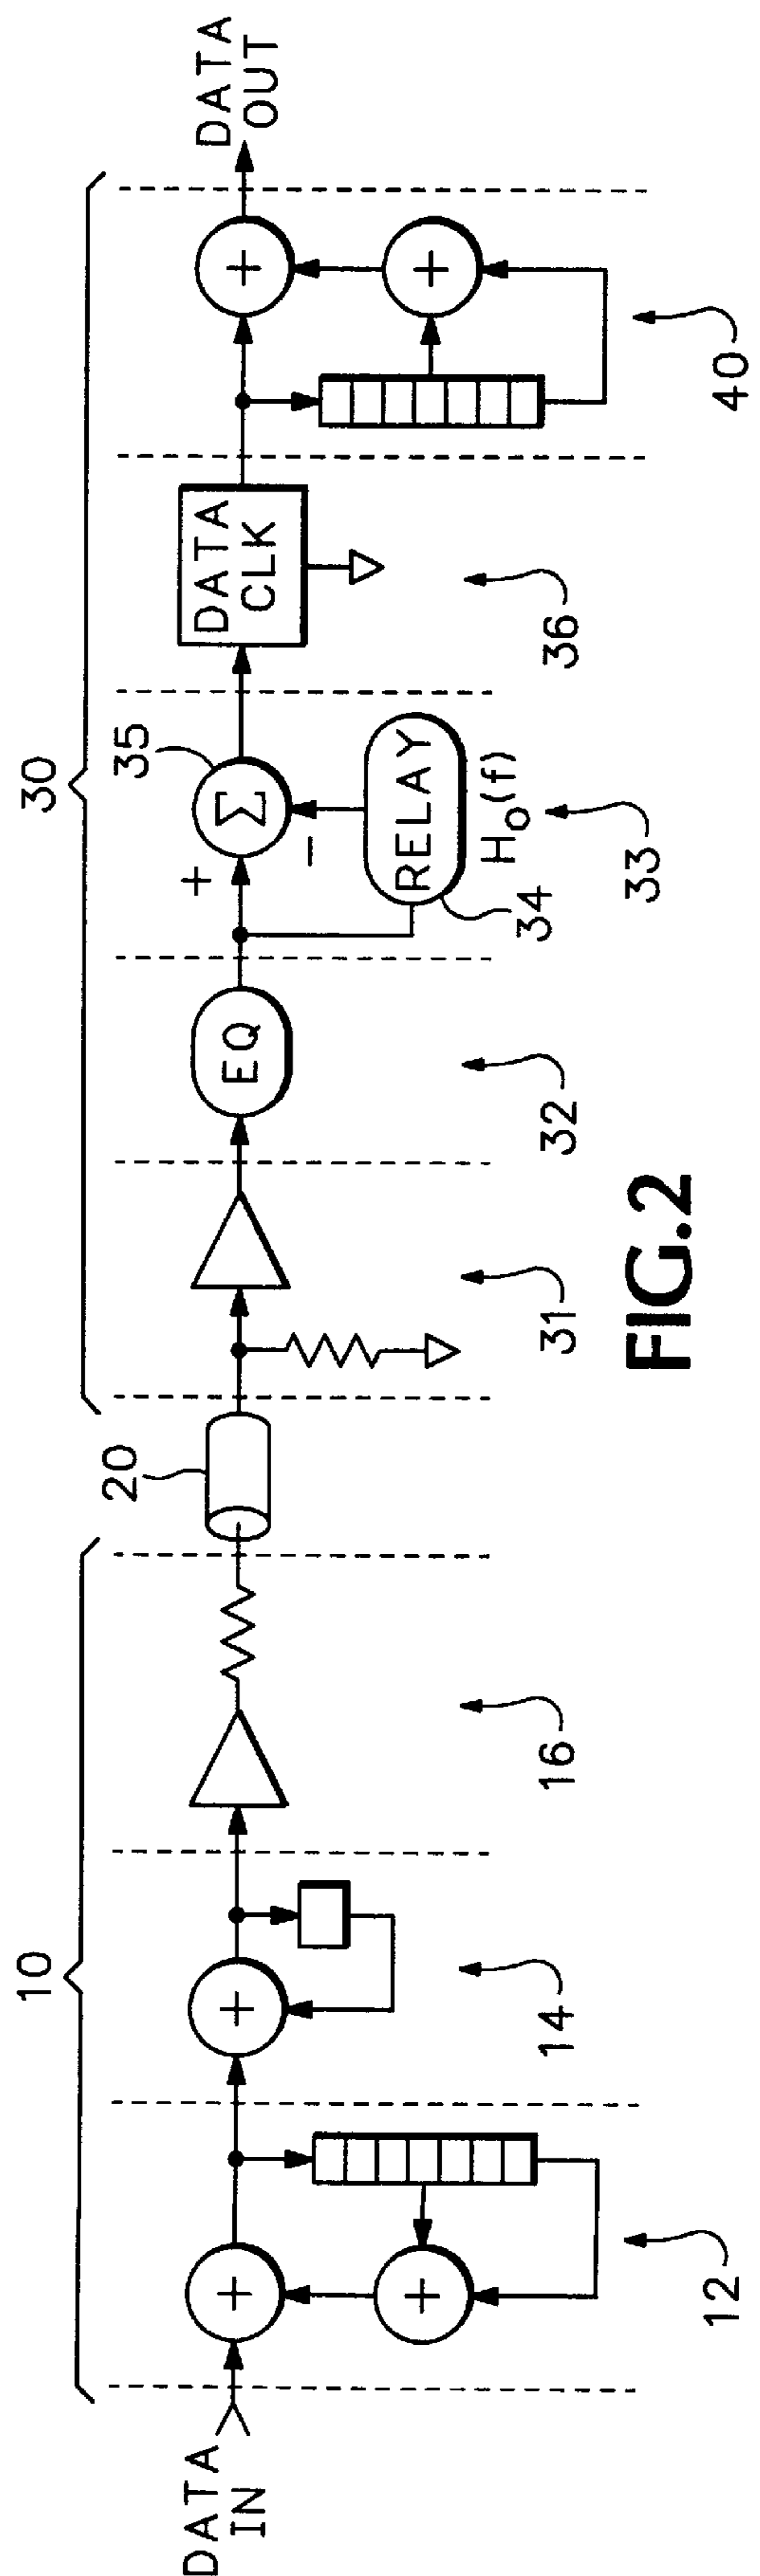 10
20
30
DATA
IN
+
+
12
+
14
16
31
EQ
32
+
−
Σ
35
RELAY
34
H₀(f)
33
DATA
CLK
36
+
+
40
DATA
OUT
FIG.2